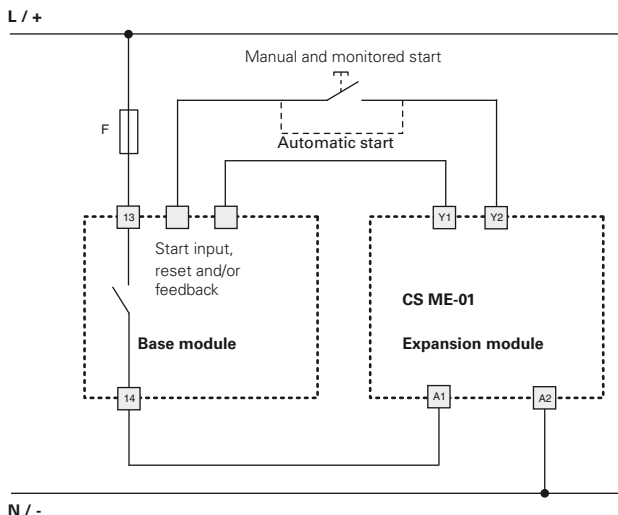 L / +
Manual and monitored start
F
Automatic start
13
Y1
Y2
Start input,
reset and/or
feedback
CS ME-01
Base module
Expansion module
14
A1
A2
N / -